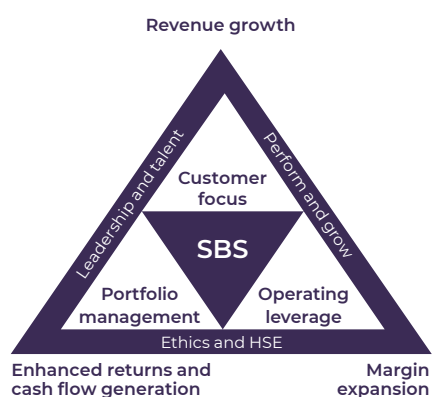 Revenue growth
Leadership and talent
Perform and grow
Customer
focus
SBS
Portfolio
management
Operating
leverage
Ethics and HSE
Enhanced returns and
cash flow generation
Margin
expansion